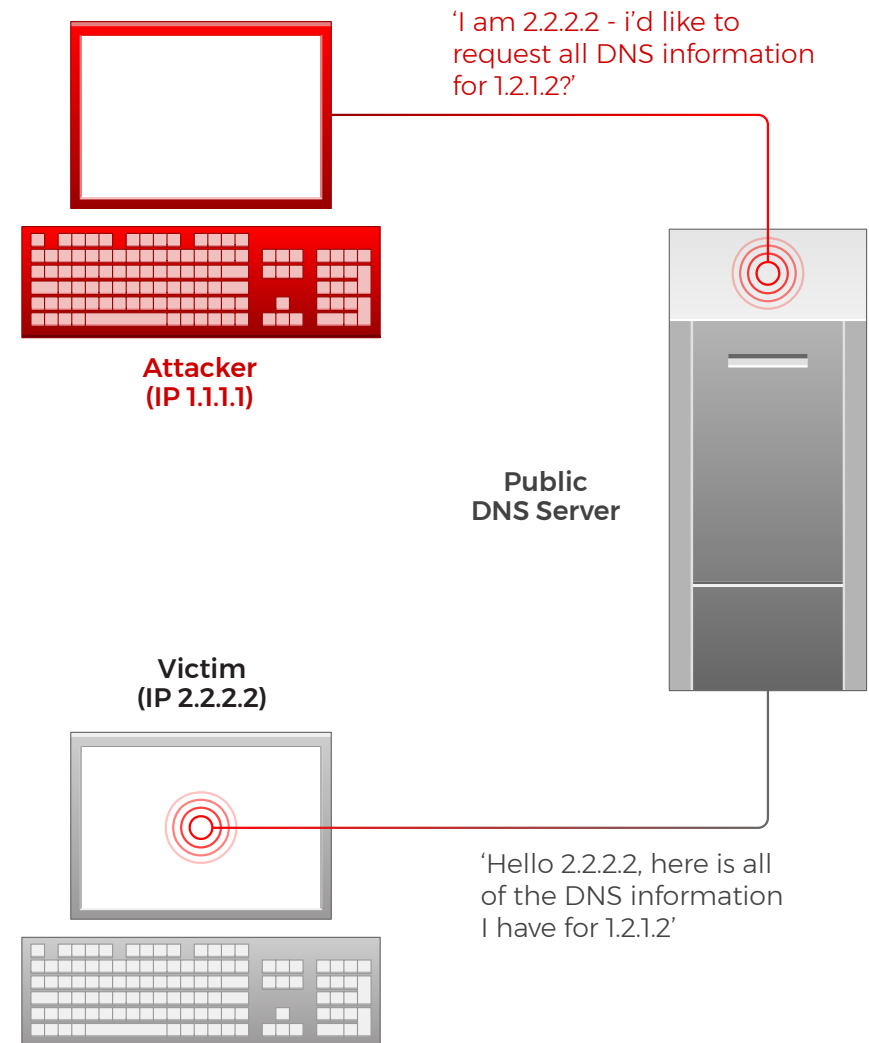 ‘I am 2.2.2.2 - i’d like to
request all DNS information
for 1.2.1.2?’
Attacker
(IP 1.1.1.1)
Public
DNS Server
Victim
(IP 2.2.2.2)
‘Hello 2.2.2.2, here is all
of the DNS information
I have for 1.2.1.2’